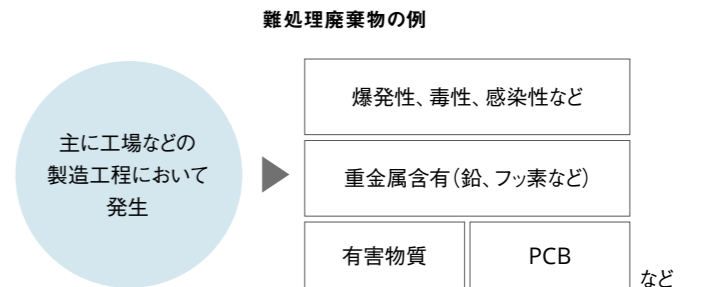 難処理廃棄物の例
主に工場などの
製造工程において
発生
爆発性、毒性、感染性など
重金属含有（鉛、フッ素など）
有害物質
PCB
など